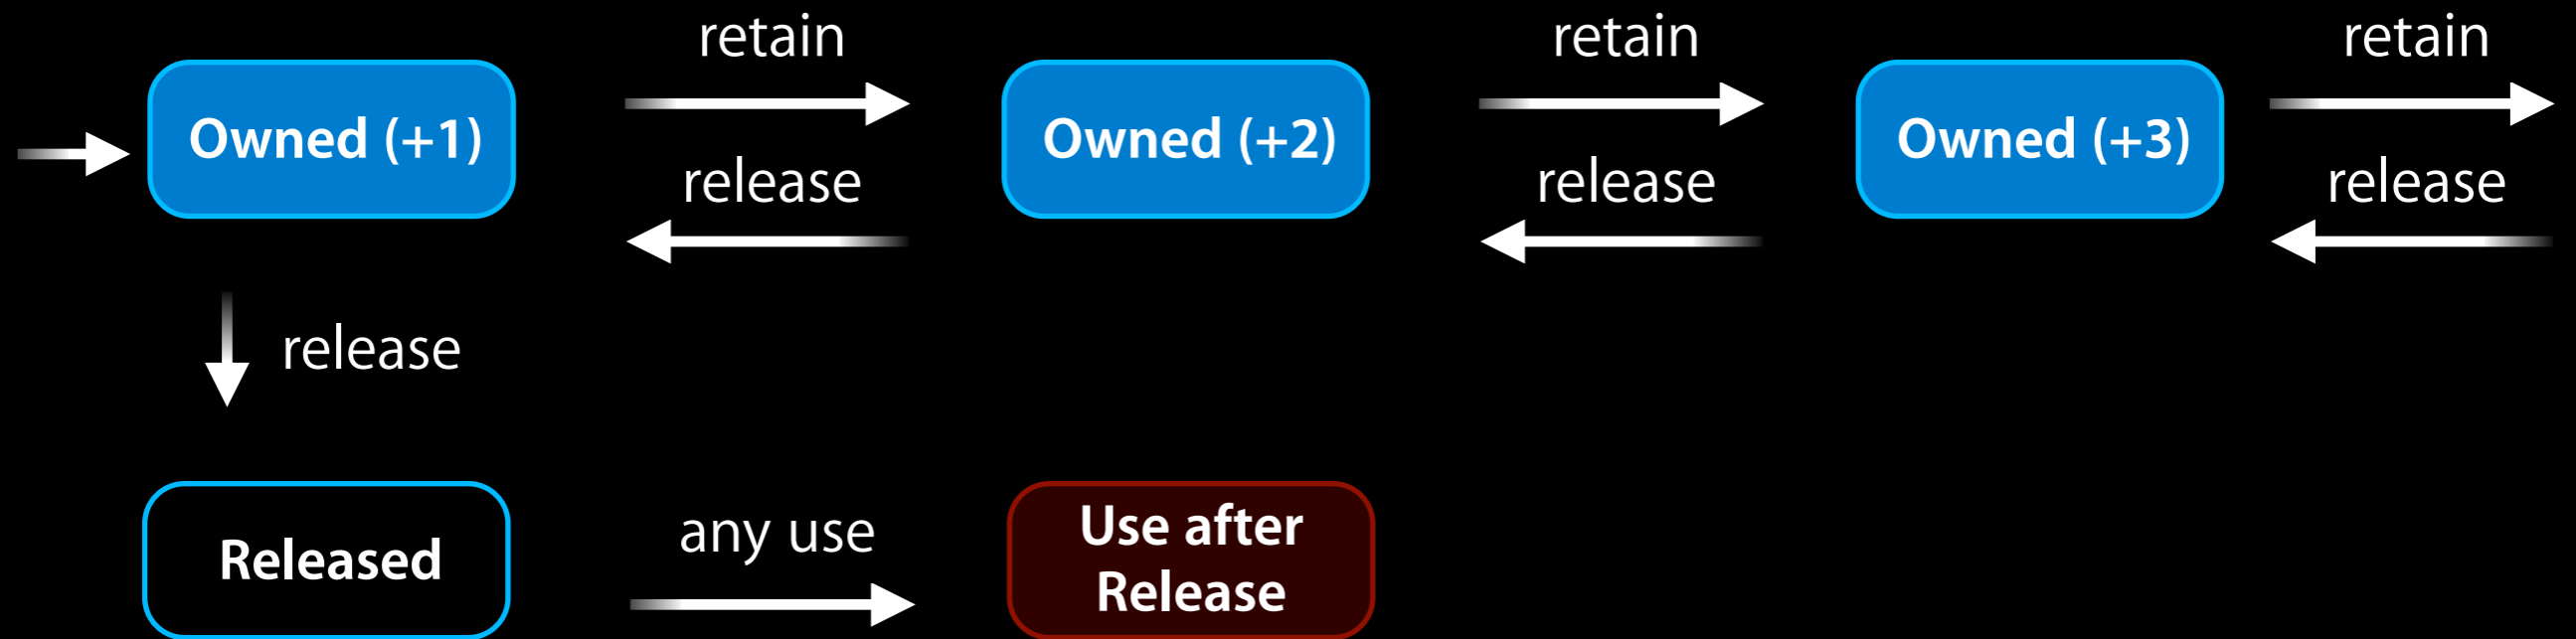 retain
retain
retain
Owned (+1)
Owned (+2)
Owned (+3)
release
release
release
release
Released
any use
Use after
Release